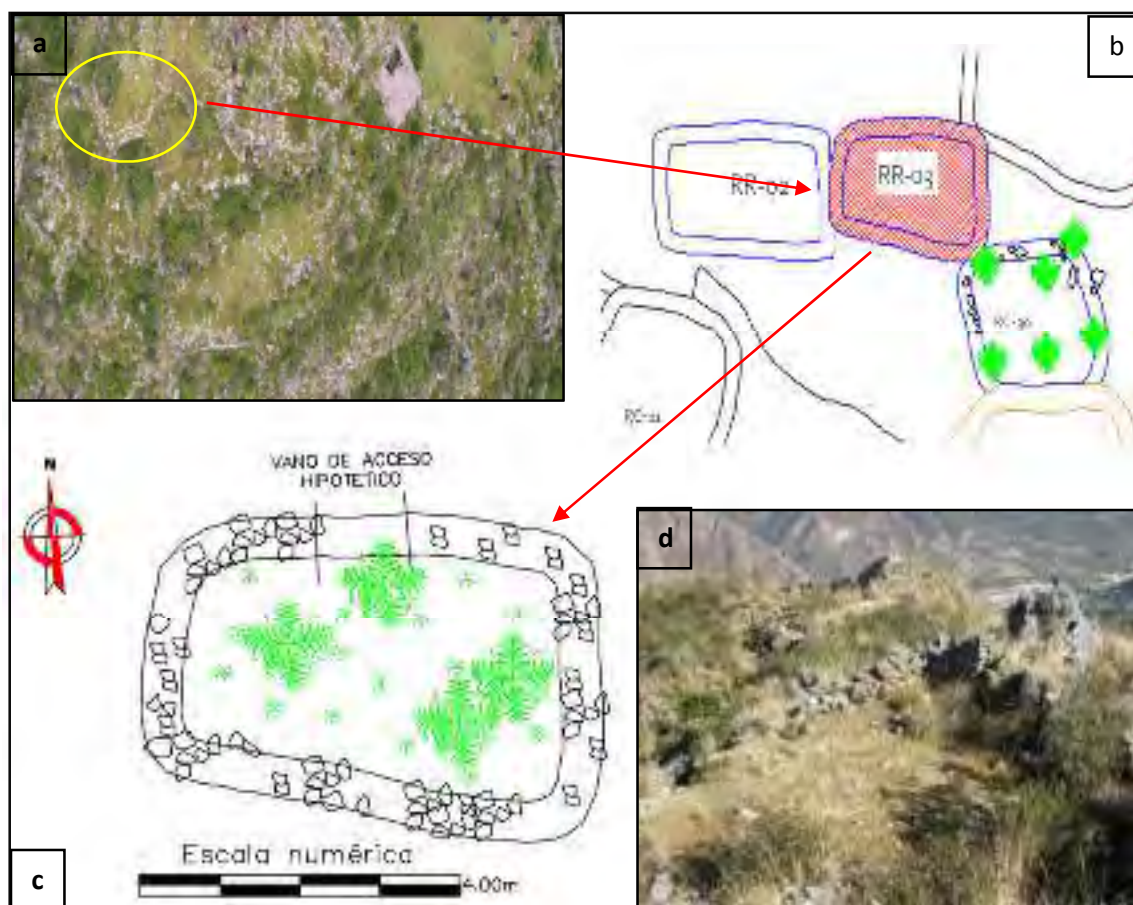 a
b
RR-02
RR-03
N
VANO DE ACCESO
HIPOTETICO
d
Escala numérica
4.00m
c